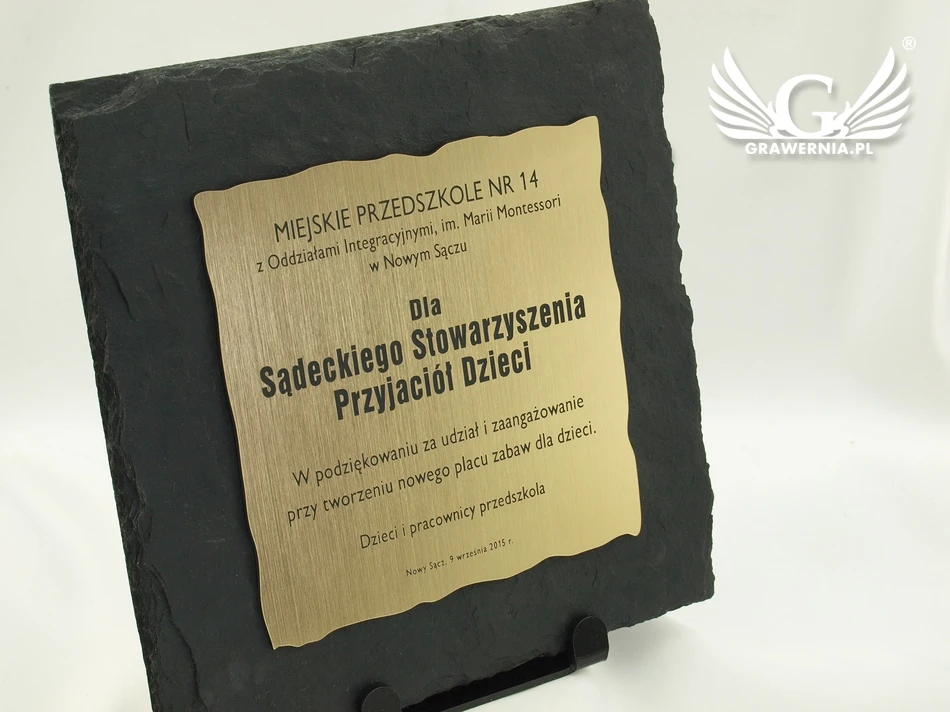 G
®
GRAWERNIA.PL
MIEJSKIE PRZEDSZKOLE NR 14
z Oddziałami Integracyjnymi, im. Marii Montessori
w Nowym Sączu
Dla
Sądeckiego Stowarzyszenia
Przyjaciół Dzieci
W podziękowaniu za udział i zaangażowanie
przy tworzeniu nowego placu zabaw dla dzieci.
Dzieci i pracownicy przedszkola
Nowy Sącz, 9 września 2015 r.